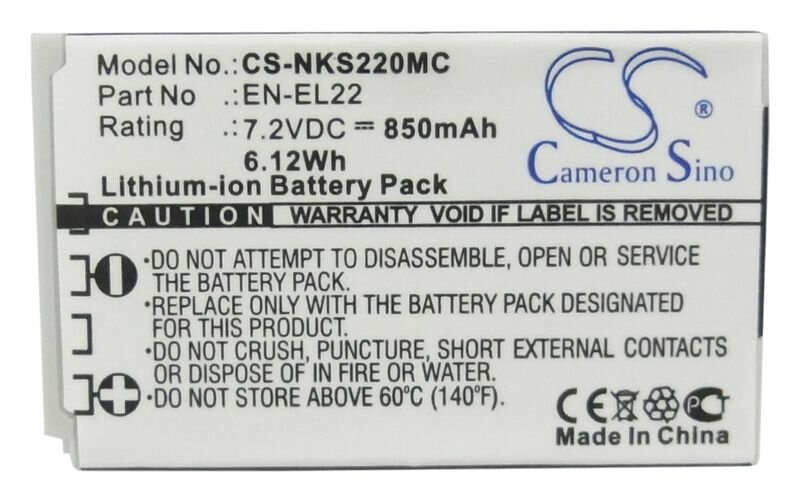 Model No.: CS-NKS220MC
Part No : EN-EL22
Rating : 7.2VDC ⎓ 850mAh
6.12Wh
Lithium-ion Battery Pack
CS®
Cameron Sino
CAUTION WARRANTY VOID IF LABEL IS REMOVED
•DO NOT ATTEMPT TO DISASSEMBLE, OPEN OR SERVICE
THE BATTERY PACK.
•REPLACE ONLY WITH THE BATTERY PACK DESIGNATED
FOR THIS PRODUCT.
•DO NOT CRUSH, PUNCTURE, SHORT EXTERNAL CONTACTS
OR DISPOSE OF IN FIRE OR WATER.
•DO NOT STORE ABOVE 60°C (140°F).
CE
Made In China